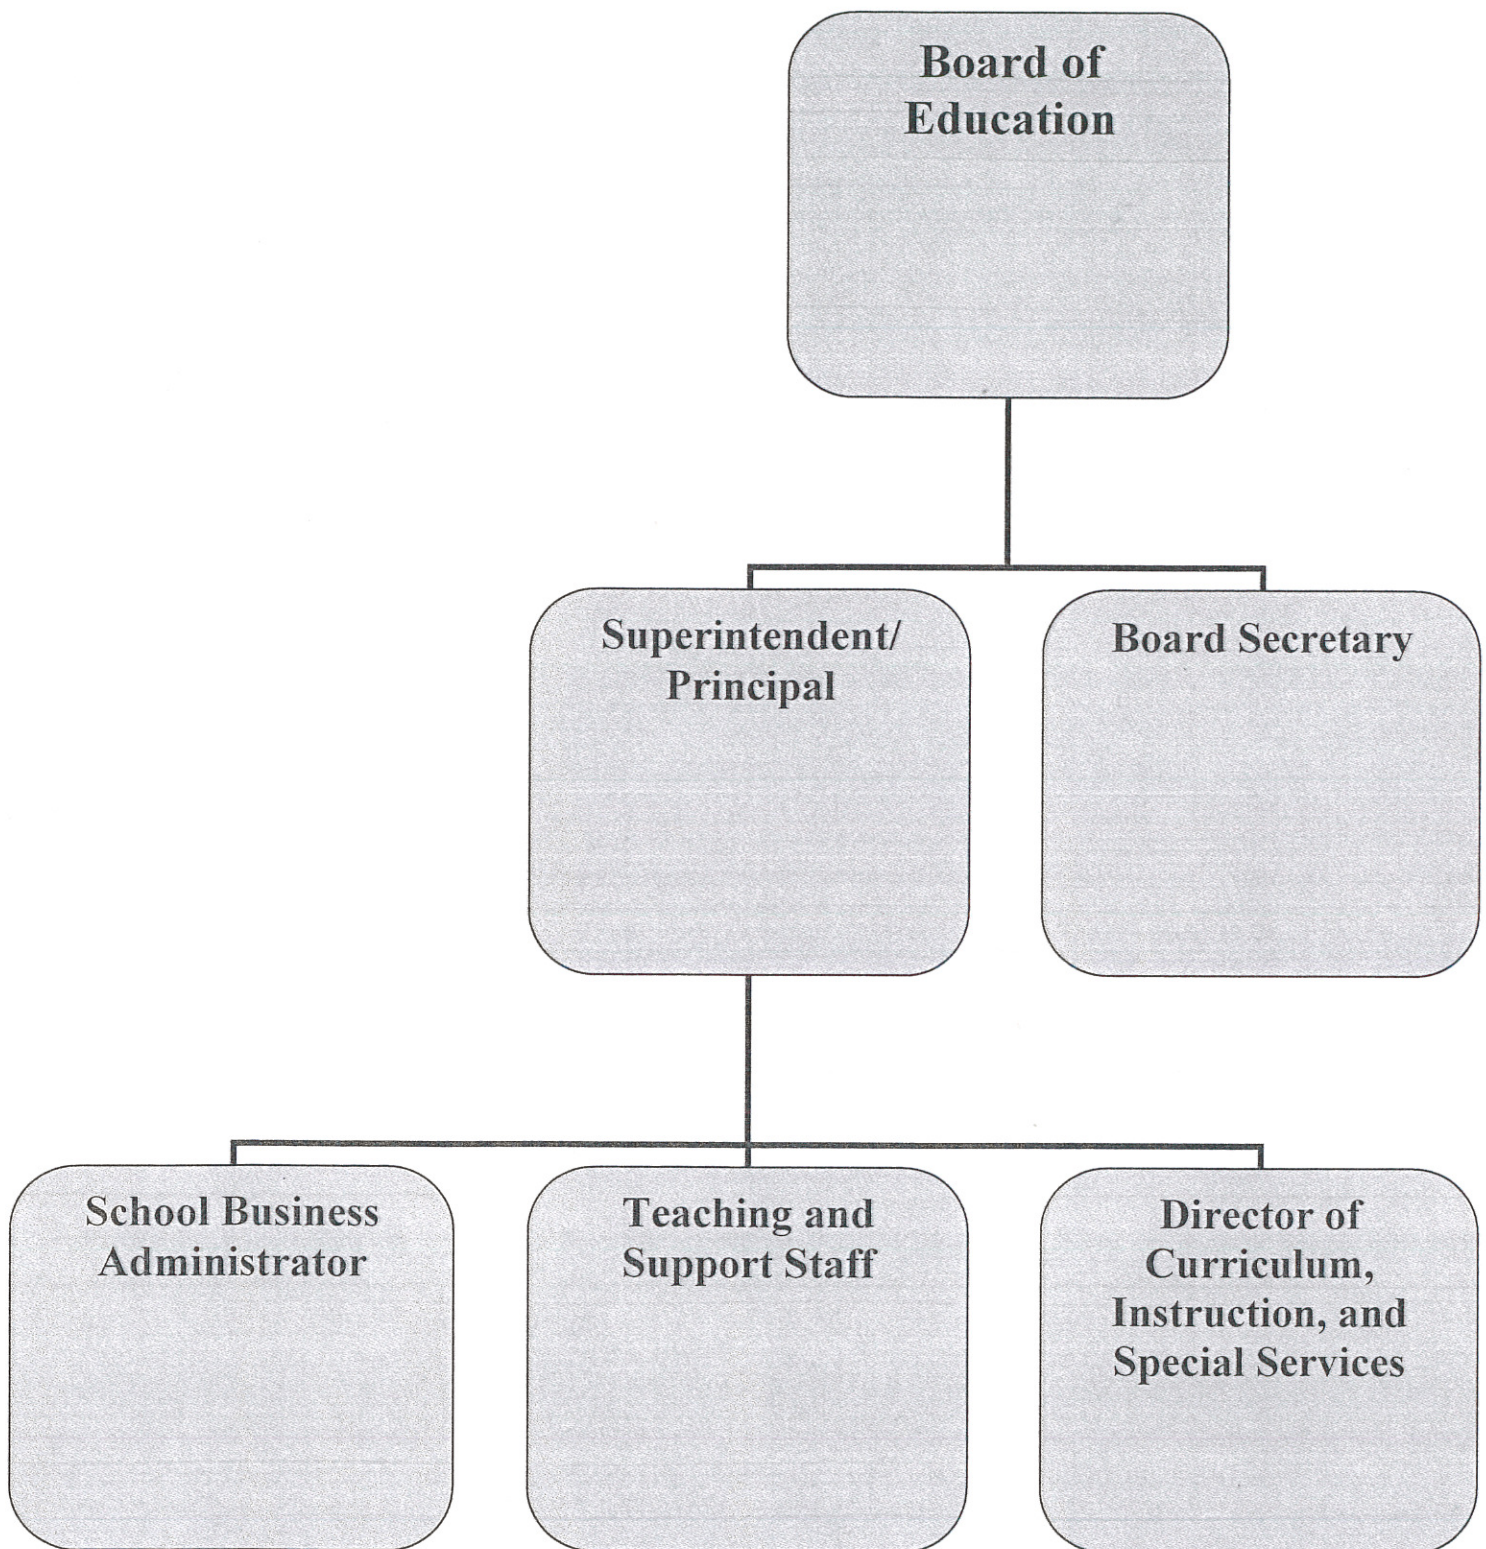 Board of
Education
Superintendent/
Principal
Board Secretary
School Business
Administrator
Teaching and
Support Staff
Director of
Curriculum,
Instruction, and
Special Services